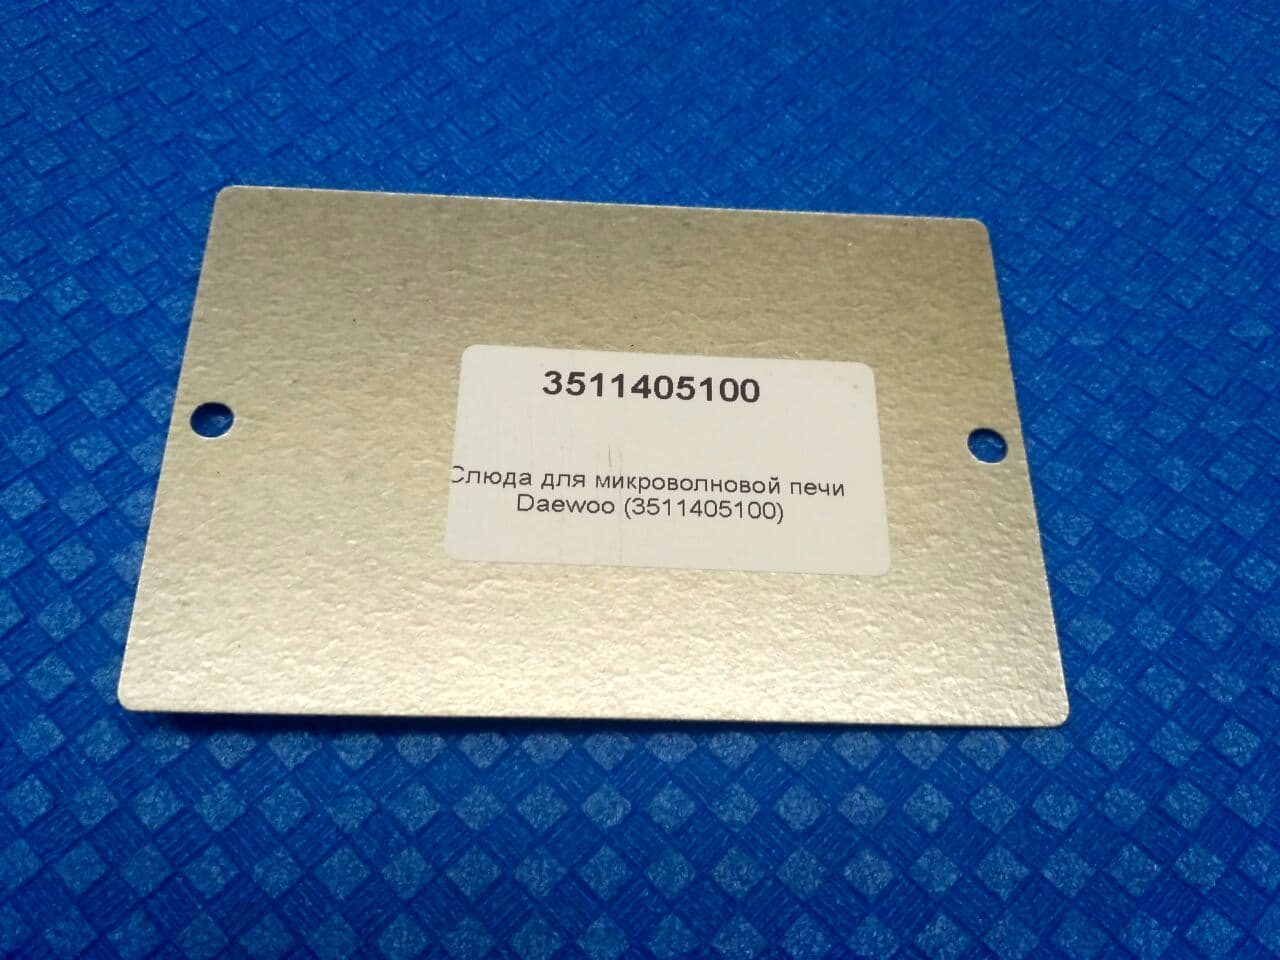 3511405100
Слюда для микроволновой печи
Daewoo (3511405100)